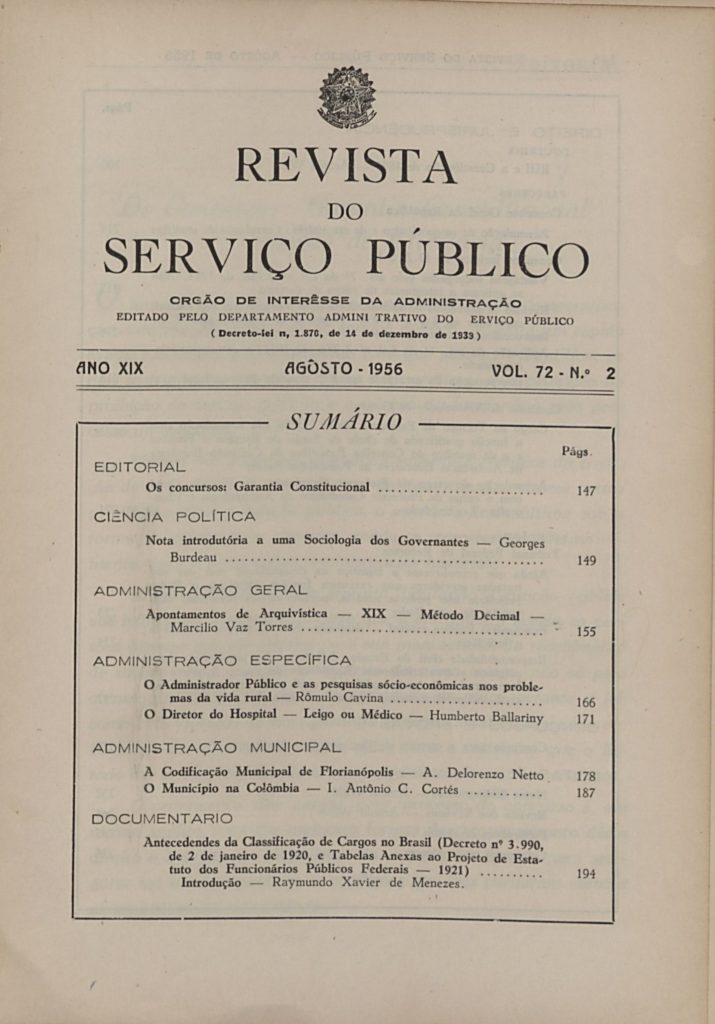 REVISTA
DO
SERVIÇO PÚBLICO
ORGÃO DE INTERÊSSE DA ADMINISTRAÇÃO
EDITADO PELO DEPARTAMENTO ADMINI TRATIVO DO ERVIÇO PÚBLICO
( Decreto-lei n, 1.870, de 14 de dezembro de 1939 )
ANO XIX AGÔSTO - 1956 VOL. 72 - N.º 2
SUMÁRIO
Págs.
EDITORIAL
Os concursos: Garantia Constitucional .......................... 147
CIÊNCIA POLÍTICA
Nota introdutória a uma Sociologia dos Governantes — Georges
Burdeau .................................................... 149
ADMINISTRAÇÃO GERAL
Apontamentos de Arquivística — XIX — Método Decimal —
Marcílio Vaz Torres ....................................... 155
ADMINISTRAÇÃO ESPECÍFICA
O Administrador Público e as pesquisas sócio-econômicas nos proble-
mas da vida rural — Rômulo Cavina ......................... 166
O Diretor do Hospital — Leigo ou Médico — Humberto Ballariny 171
ADMINISTRAÇÃO MUNICIPAL
A Codificação Municipal de Florianópolis — A. Delorenzo Netto 178
O Município na Colômbia — I. Antônio C. Cortés ............ 187
DOCUMENTARIO
Antecedendes da Classificação de Cargos no Brasil (Decreto nº 3.990,
de 2 de janeiro de 1920, e Tabelas Anexas ao Projeto de Esta-
tuto dos Funcionários Públicos Federais — 1921) .......... 194
Introdução — Raymundo Xavier de Menezes.